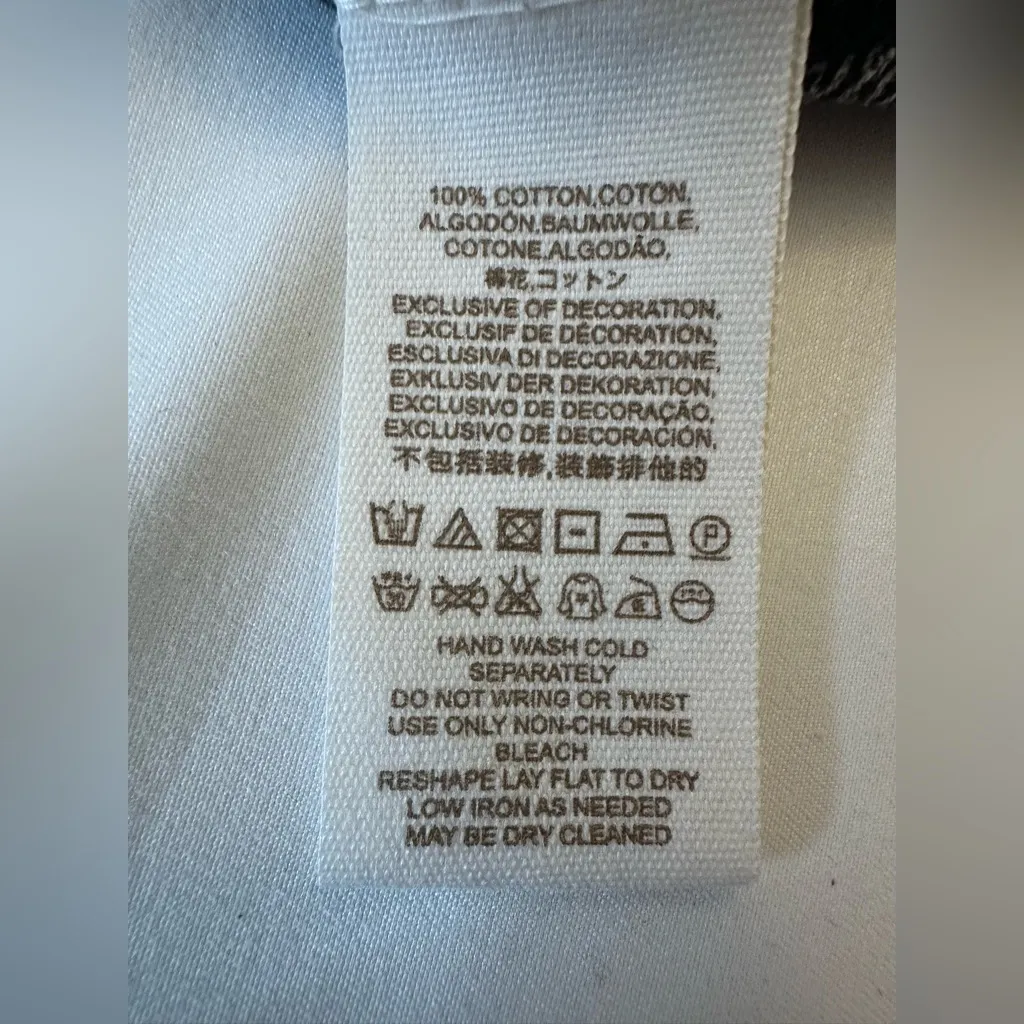 100% COTTON,COTON,
ALGODÓN,BAUMWOLLE,
COTONE,ALGODÃO,
棉花,コットン
EXCLUSIVE OF DECORATION,
EXCLUSIF DE DÉCORATION,
ESCLUSIVA DI DECORAZIONE,
EXKLUSIV DER DEKORATION,
EXCLUSIVO DE DECORAÇÃO,
EXCLUSIVO DE DECORACIÓN,
不包括装修,装飾排他的
P
HAND WASH COLD
SEPARATELY
DO NOT WRING OR TWIST
USE ONLY NON-CHLORINE
BLEACH
RESHAPE LAY FLAT TO DRY
LOW IRON AS NEEDED
MAY BE DRY CLEANED